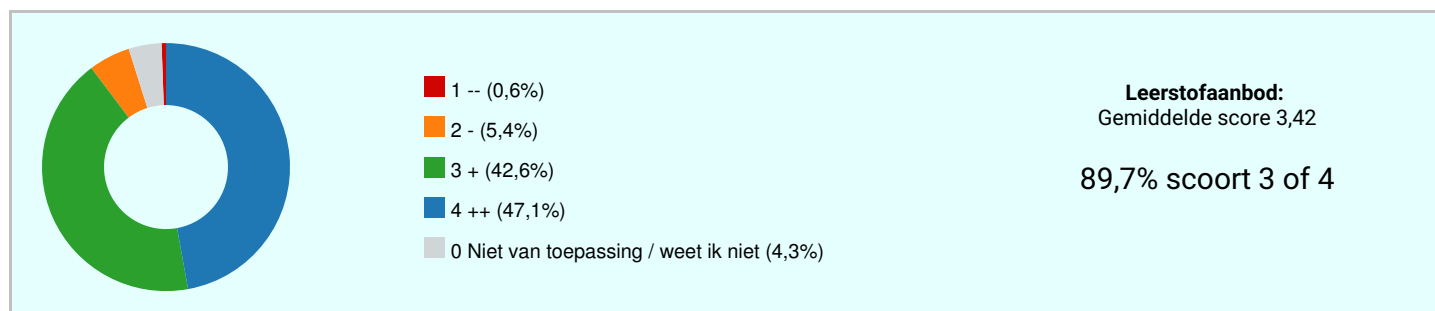 1 -- (0,6%)
2 - (5,4%)
3 + (42,6%)
4 ++ (47,1%)
0 Niet van toepassing / weet ik niet (4,3%)
Leerstofaanbod:
Gemiddelde score 3,42
89,7% scoort 3 of 4